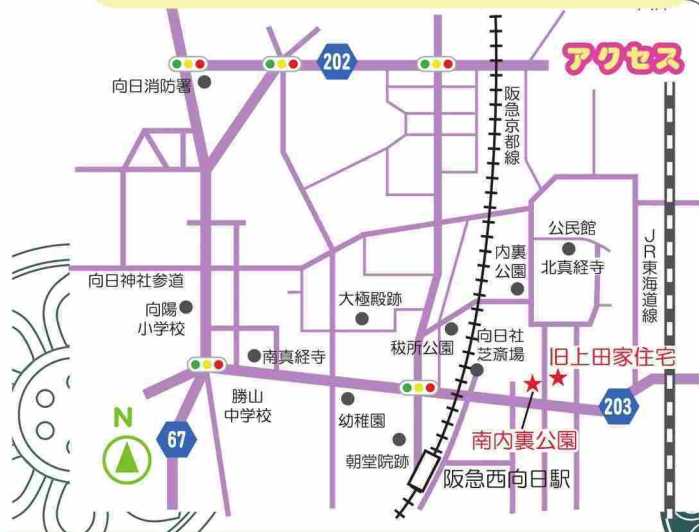 アクセス
202
向日消防署
阪急京都線
JR東海道線
公民館
北真経寺
内裏
公園
向日神社参道
向陽
小学校
大極殿跡
南真経寺
向日社
芝斎場
旧上田家住宅
勝山
中学校
幼稚園
203
南内裏公園
N
67
朝堂院跡
阪急西向日駅